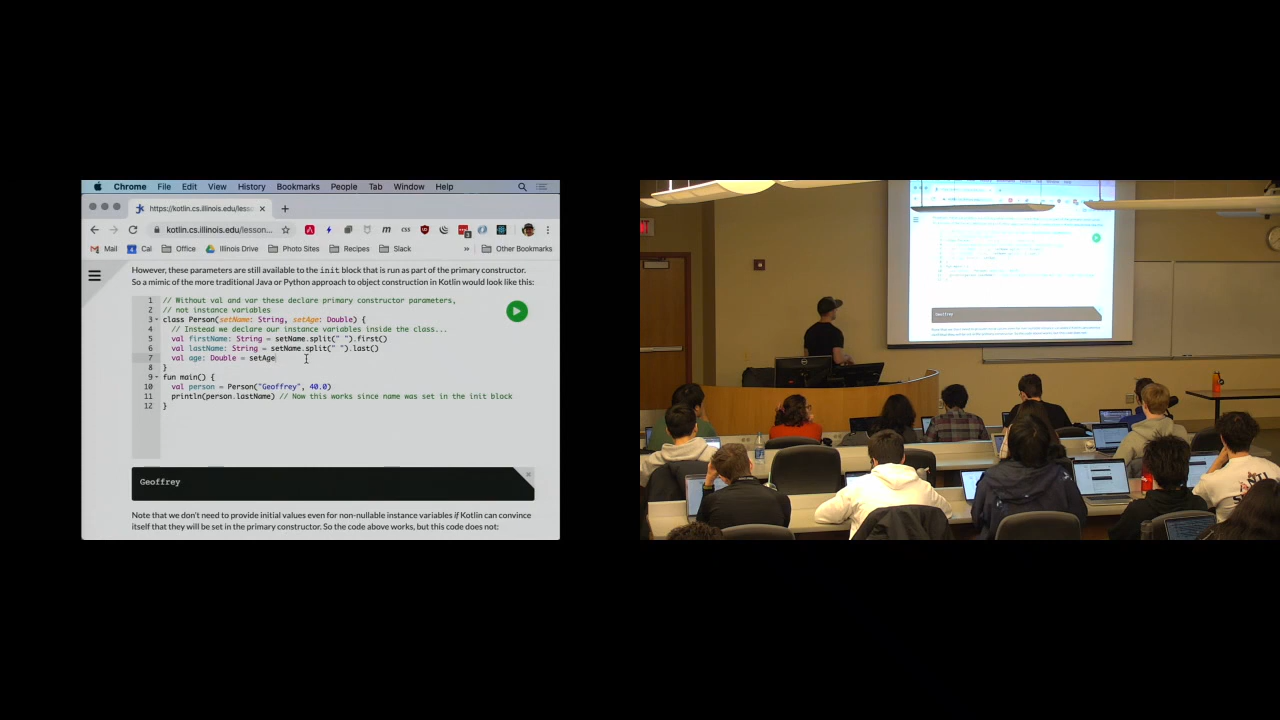 Chrome File Edit View History Bookmarks People Tab Window Help
https://kotlin.cs.illinois.edu/lesso
kotlin.cs.illinois.edu/lesson...
Mail Cal Office Illinois Drive Photo Sites Recipes Slack » Other Bookmarks
However, these parameters are still available to the init block that is run as part of the primary constructor.
So a mimic of the more traditional Java or Python approach to object construction in Kotlin would look like this:
1 // Without val and var these declare primary constructor parameters,
2 // not instance variables
3 class Person(setName: String, setAge: Double) {
4 // Instead we declare our instance variables inside the class...
5 val firstName: String = setName.split(" ").first()
6 val lastName: String = setName.split(" ").last()
7 val age: Double = setAge
8 }
9 fun main() {
10 val person = Person("Geoffrey", 40.0)
11 println(person.lastName) // Now this works since name was set in the init block
12 }
Geoffrey
Note that we don't need to provide initial values even for non-nullable instance variables if Kotlin can convince
itself that they will be set in the primary constructor. So the code above works, but this code does not:
Geoffrey